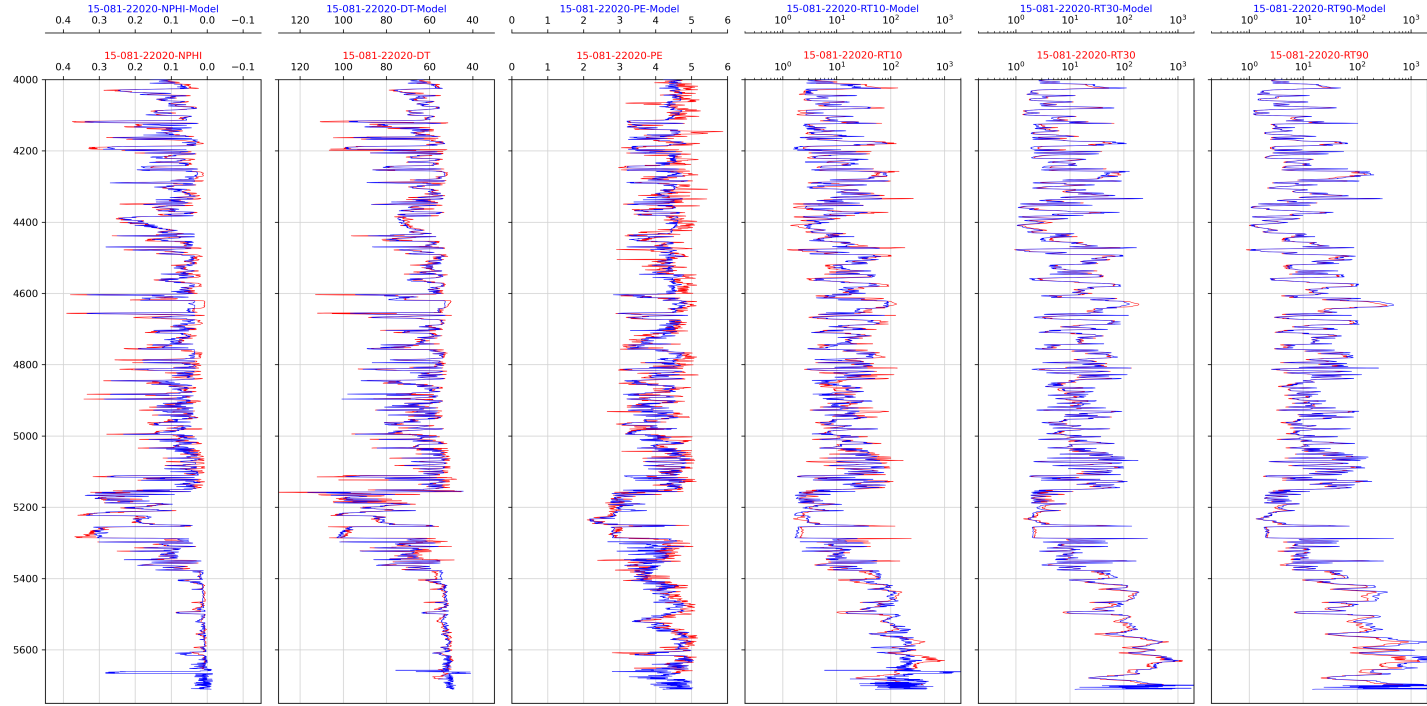 15-081-22020-NPHI-Model 15-081-22020-DT-Model 15-081-22020-PE-Model 15-081-22020-RT10-Model 15-081-22020-RT30-Model 15-081-22020-RT90-Model
0.4 0.3 0.2 0.1 0.0 −0.1 120 100 80 60 40 0 1 2 3 4 5 6 10⁰ 10¹ 10² 10³ 10⁰ 10¹ 10² 10³ 10⁰ 10¹ 10² 10³
15-081-22020-NPHI 15-081-22020-DT 15-081-22020-PE 15-081-22020-RT10 15-081-22020-RT30 15-081-22020-RT90
0.4 0.3 0.2 0.1 0.0 −0.1 120 100 80 60 40 0 1 2 3 4 5 6 10⁰ 10¹ 10² 10³ 10⁰ 10¹ 10² 10³ 10⁰ 10¹ 10² 10³
4000
4200
4400
4600
4800
5000
5200
5400
5600